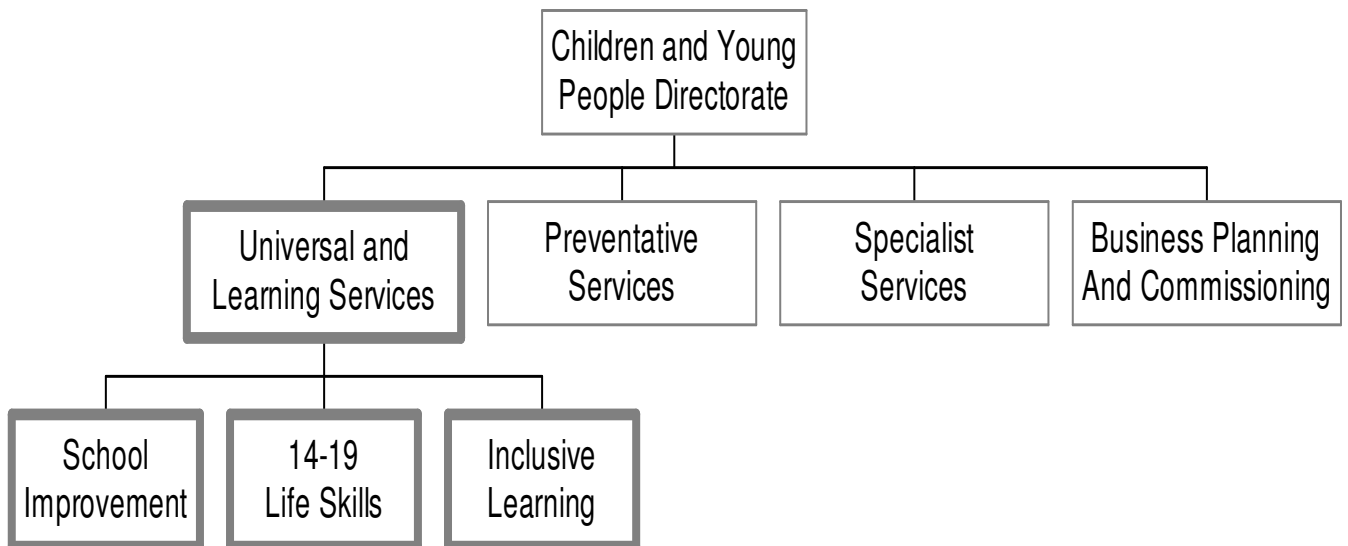 Children and Young
People Directorate
Universal and
Learning Services
Preventative
Services
Specialist
Services
Business Planning
And Commissioning
School
Improvement
14-19
Life Skills
Inclusive
Learning